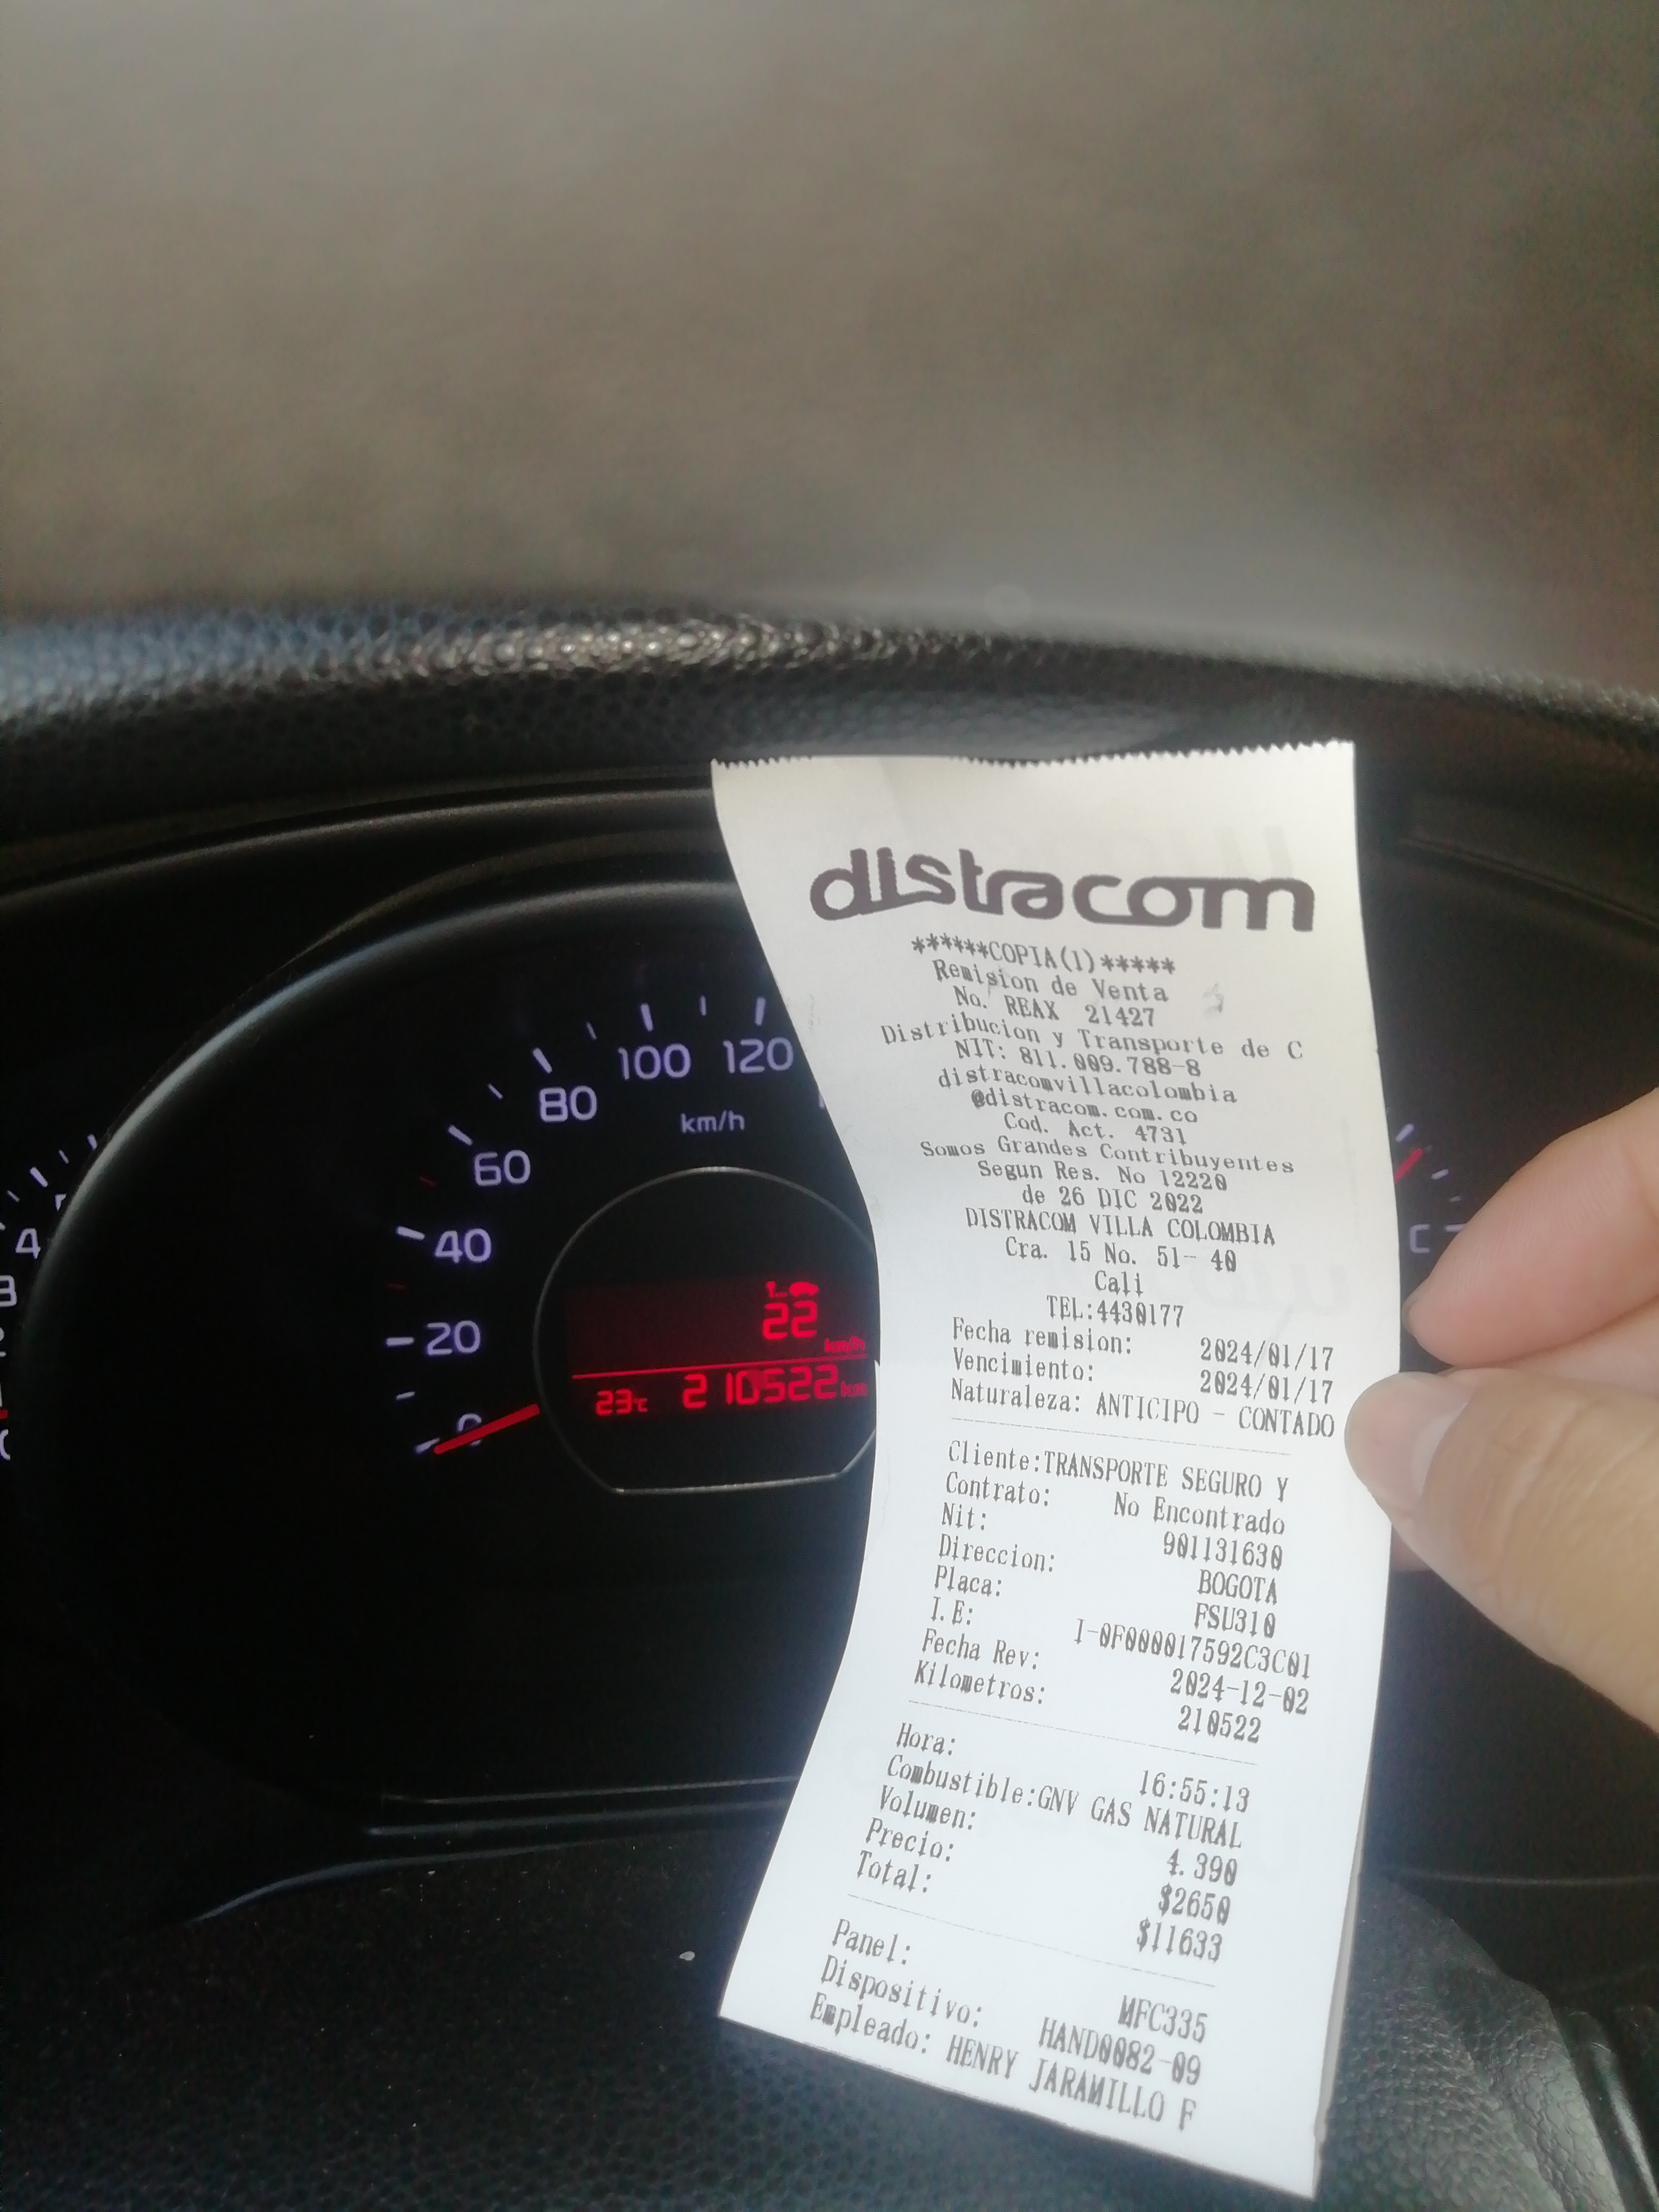 distracom
******COPIA(1)*****
Remision de Venta
No. REAX 21427
Distribucion y Transporte de C
NIT: 811.009.788-8
distracomvillacolombia
@distracom.com.co
Cod. Act. 4731
Somos Grandes Contribuyentes
Segun Res. No 12220
de 26 DIC 2022
DISTRACOM VILLA COLOMBIA
Cra. 15 No. 51- 40
Cali
TEL:4430177
Fecha remision: 2024/01/17
Vencimiento: 2024/01/17
Naturaleza: ANTICIPO - CONTADO
Cliente:TRANSPORTE SEGURO Y
Contrato: No Encontrado
Nit: 901131630
Direccion: BOGOTA
Placa: FSU310
I.E: I-0F000017592C3C01
Fecha Rev: 2024-12-02
Kilometros: 210522
Hora: 16:55:13
Combustible:GNV GAS NATURAL
Volumen: 4.390
Precio: $2650
Total: $11633
Panel: MFC335
Dispositivo: HAND0082-09
Empleado: HENRY JARAMILLO F
100 120
80
km/h
60
40
20
0
22
km/h
23°C 210522 km
4
3
C